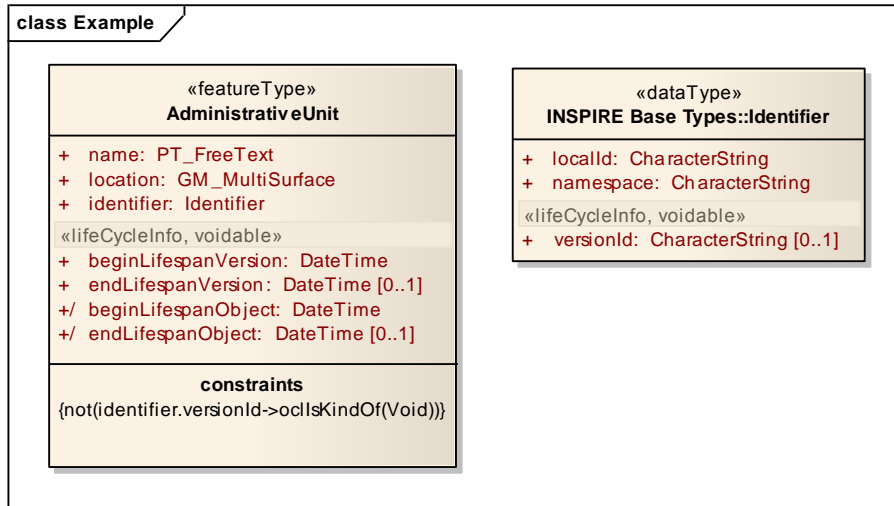 class Example
«featureType»
AdministrativeUnit
+ name: PT_FreeText
+ location: GM_MultiSurface
+ identifier: Identifier
«lifeCycleInfo, voidable»
+ beginLifespanVersion: DateTime
+ endLifespanVersion: DateTime [0..1]
+/ beginLifespanObject: DateTime
+/ endLifespanObject: DateTime [0..1]
constraints
{not(identifier.versionId->oclIsKindOf(Void))}
«dataType»
INSPIRE Base Types::Identifier
+ localId: CharacterString
+ namespace: CharacterString
«lifeCycleInfo, voidable»
+ versionId: CharacterString [0..1]